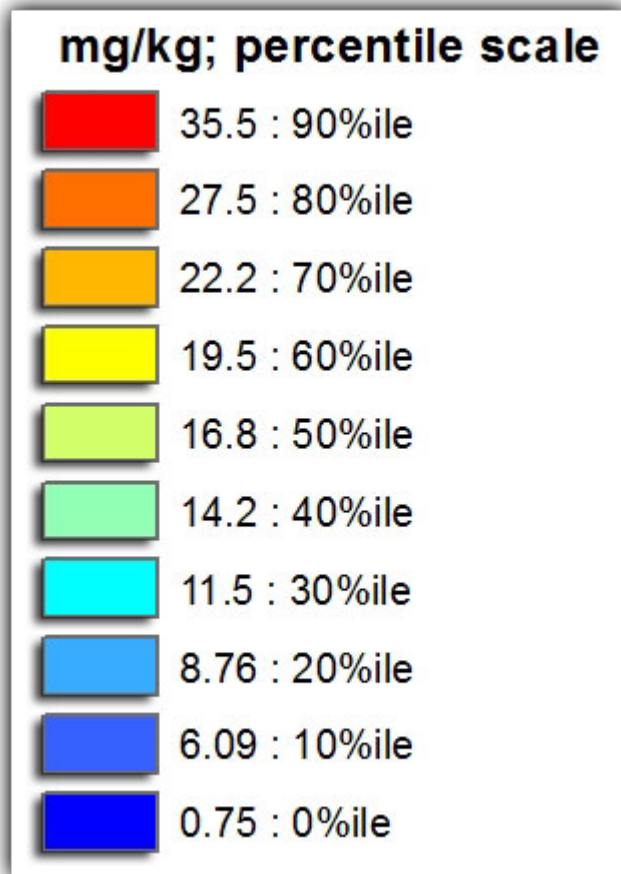 mg/kg; percentile scale
35.5 : 90%ile
27.5 : 80%ile
22.2 : 70%ile
19.5 : 60%ile
16.8 : 50%ile
14.2 : 40%ile
11.5 : 30%ile
8.76 : 20%ile
6.09 : 10%ile
0.75 : 0%ile